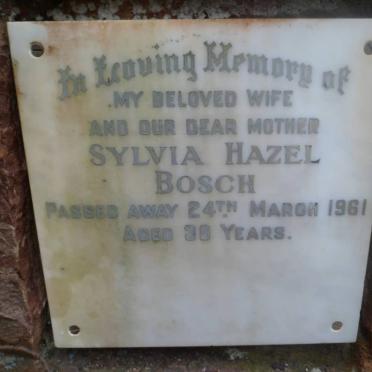 In Loving Memory of
MY BELOVED WIFE
AND OUR DEAR MOTHER
SYLVIA HAZEL
BOSCH
PASSED AWAY 24TH MARCH 1961
AGED YEARS.